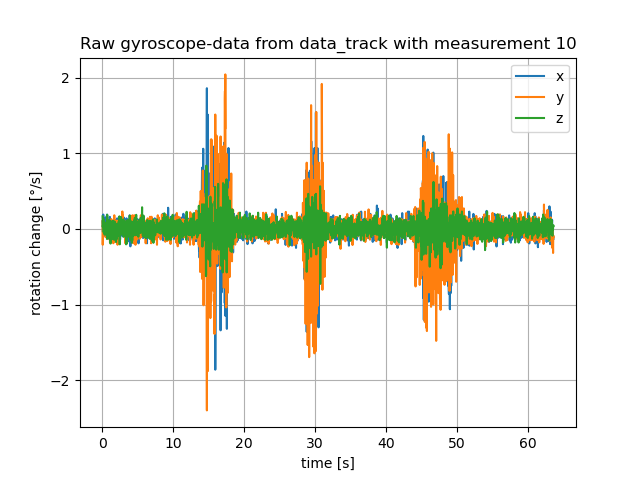 Raw gyroscope-data from data_track with measurement 10
x
y
z
rotation change [°/s]
2
1
0
−1
−2
0 10 20 30 40 50 60
time [s]